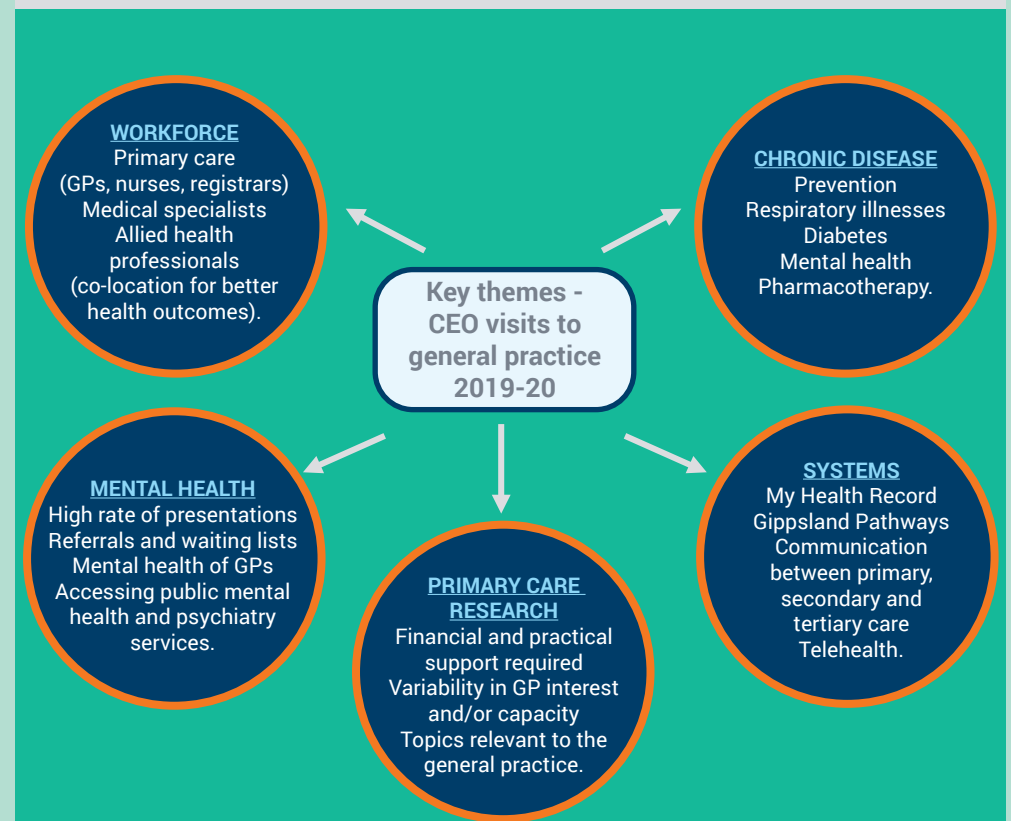 WORKFORCE
Primary care
(GPs, nurses, registrars)
Medical specialists
Allied health
professionals
(co-location for better
health outcomes).
CHRONIC DISEASE
Prevention
Respiratory illnesses
Diabetes
Mental health
Pharmacotherapy.
Key themes -
CEO visits to
general practice
2019-20
MENTAL HEALTH
High rate of presentations
Referrals and waiting lists
Mental health of GPs
Accessing public mental
health and psychiatry
services.
PRIMARY CARE
RESEARCH
Financial and practical
support required
Variability in GP interest
and/or capacity
Topics relevant to the
general practice.
SYSTEMS
My Health Record
Gippsland Pathways
Communication
between primary,
secondary and
tertiary care
Telehealth.